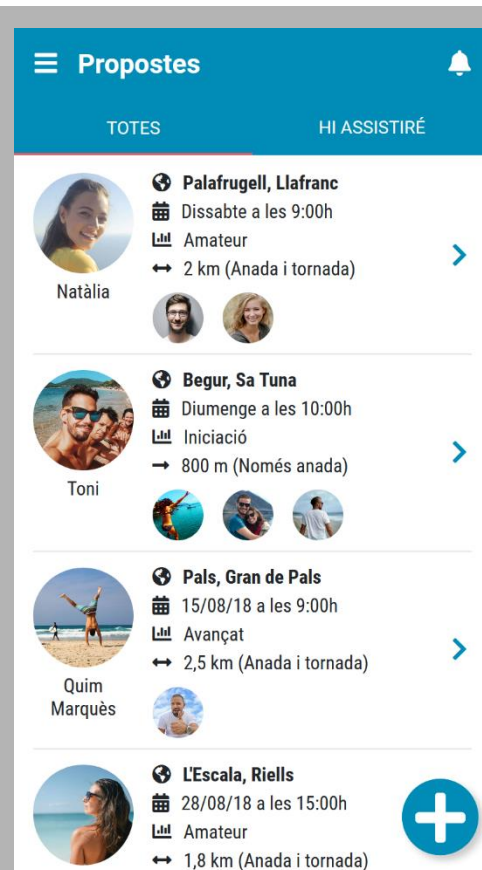 Propostes
TOTES
HI ASSISTIRÉ
Palafrugell, Llafranc
Dissabte a les 9:00h
Amateur
2 km (Anada i tornada)
Natàlia
Begur, Sa Tuna
Diumenge a les 10:00h
Iniciació
800 m (Només anada)
Toni
Pals, Gran de Pals
15/08/18 a les 9:00h
Avançat
2,5 km (Anada i tornada)
Quim
Marquès
L'Escala, Riells
28/08/18 a les 15:00h
Amateur
1,8 km (Anada i tornada)